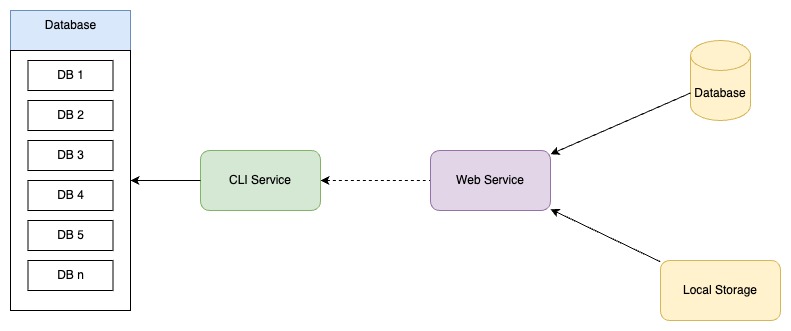 Database
DB 1
DB 2
DB 3
DB 4
DB 5
DB n
CLI Service
Web Service
Database
Local Storage